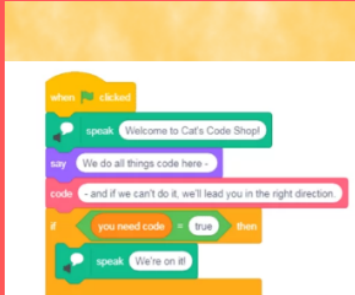 when clicked
speak Welcome to Cat's Code Shop!
say We do all things code here -
code - and if we can't do it, we'll lead you in the right direction.
if you need code = true then
speak We're on it!